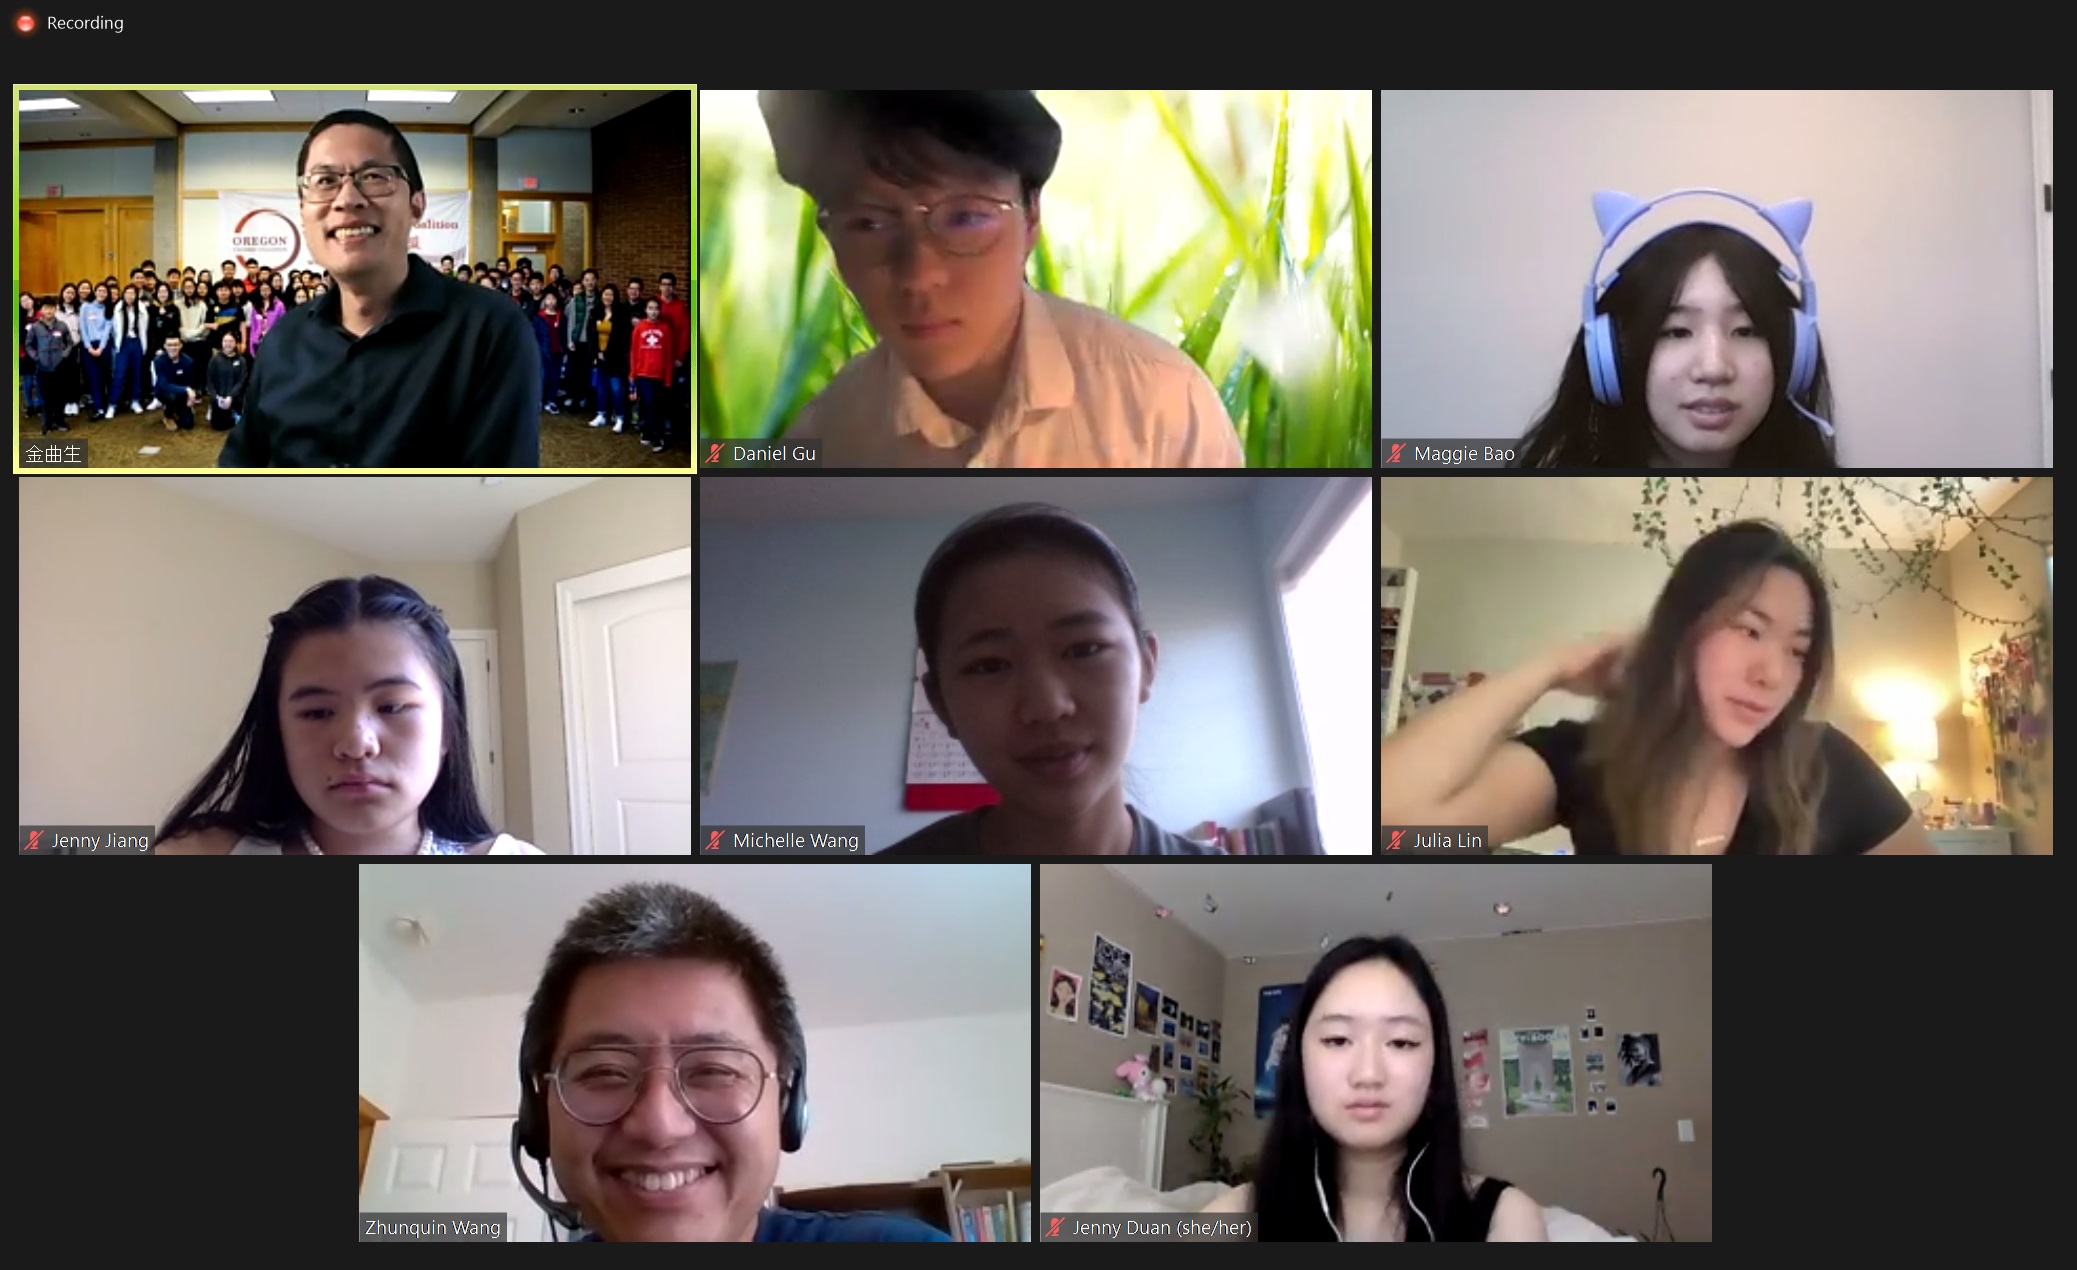 Recording
OREGON
oalition
金曲生
Daniel Gu
Maggie Bao
Jenny Jiang
Michelle Wang
Julia Lin
Zhunquin Wang
Jenny Duan (she/her)